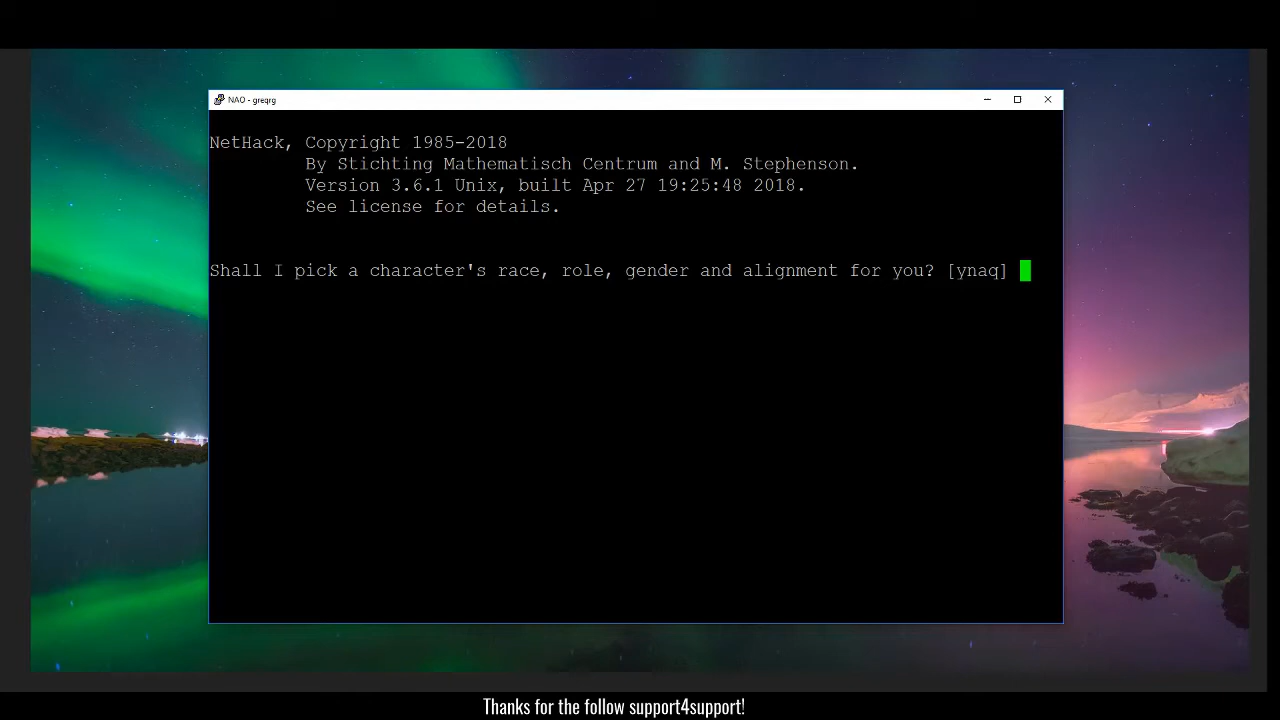 NAO - greqrg
NetHack, Copyright 1985-2018
By Stichting Mathematisch Centrum and M. Stephenson.
Version 3.6.1 Unix, built Apr 27 19:25:48 2018.
See license for details.
Shall I pick a character's race, role, gender and alignment for you? [ynaq]
Thanks for the follow support4support!